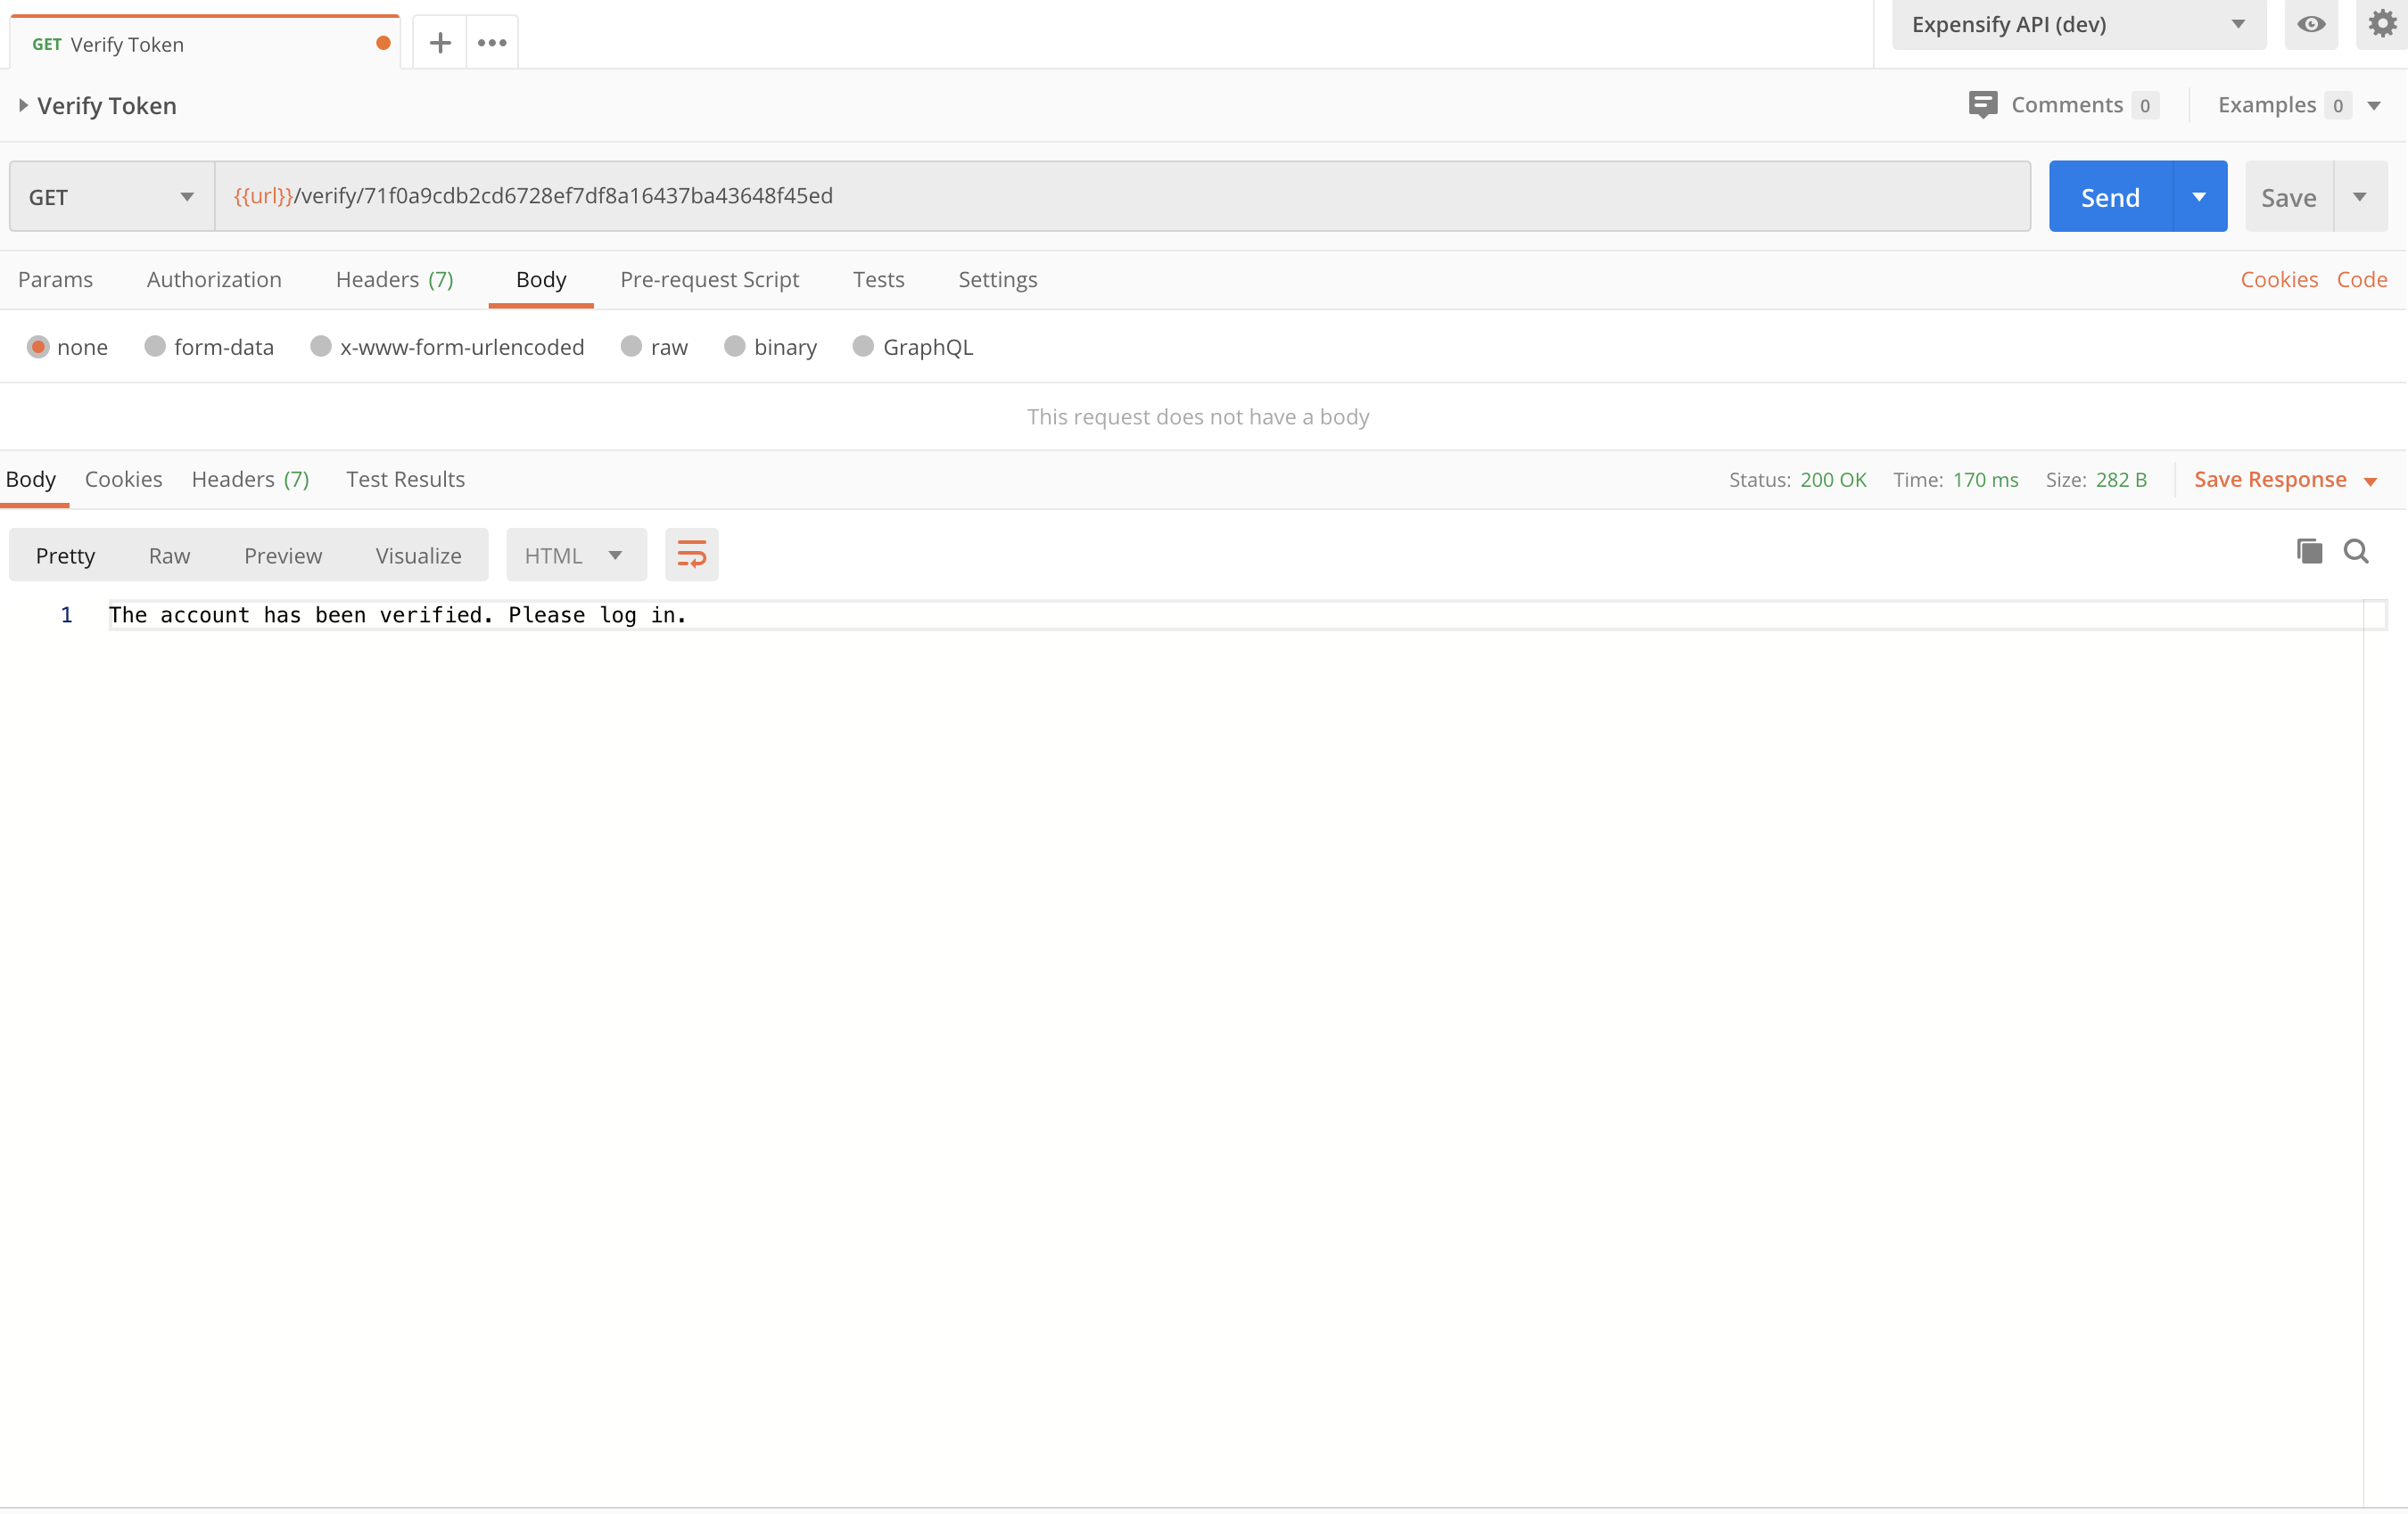 GET Verify Token
Expensify API (dev)
Verify Token
Comments 0 Examples 0
GET {{url}}/verify/71f0a9cdb2cd6728ef7df8a16437ba43648f45ed Send Save
Params Authorization Headers (7) Body Pre-request Script Tests Settings Cookies Code
none form-data x-www-form-urlencoded raw binary GraphQL
This request does not have a body
Body Cookies Headers (7) Test Results Status: 200 OK Time: 170 ms Size: 282 B Save Response
Pretty Raw Preview Visualize HTML
1 The account has been verified. Please log in.